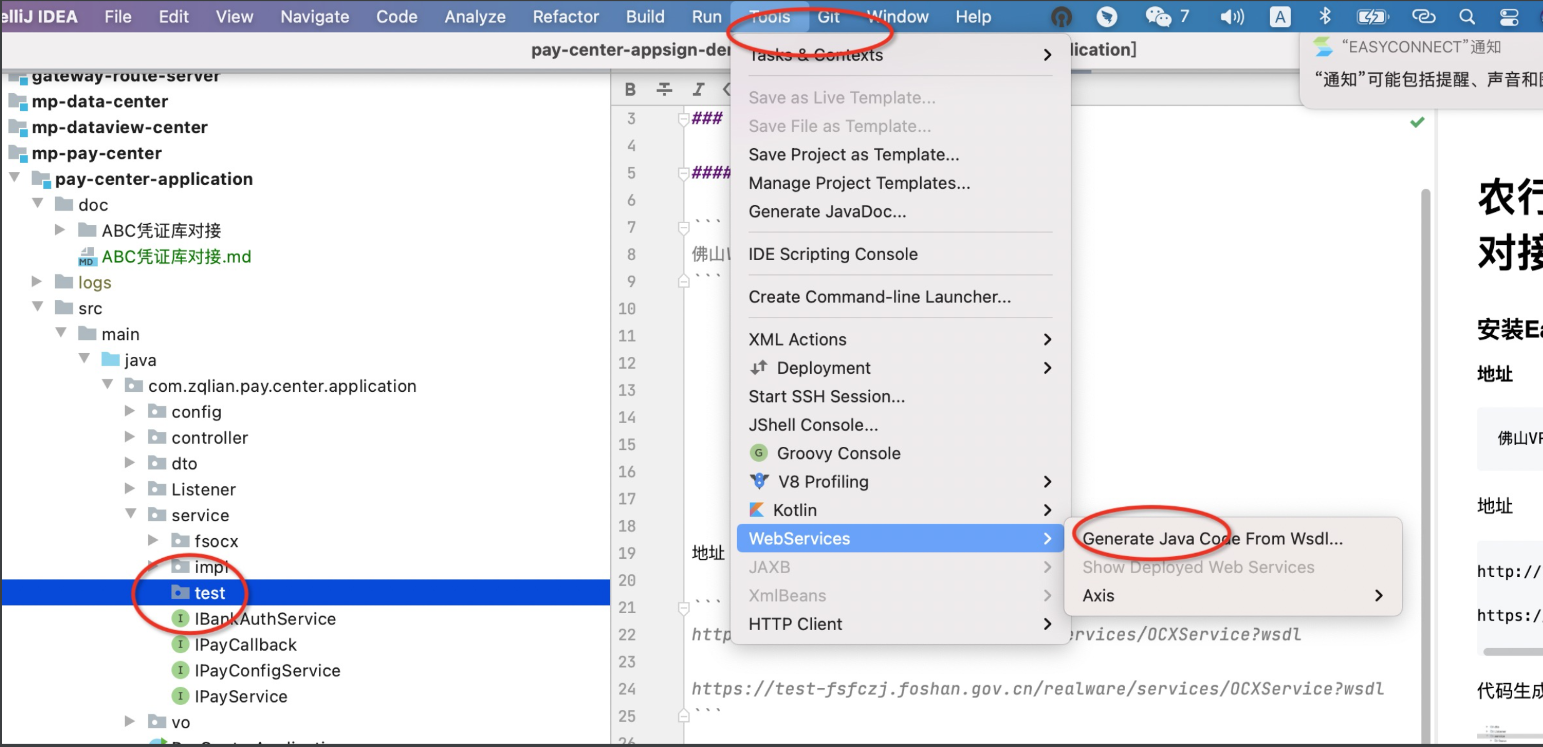 elliJ IDEA File Edit View Navigate Code Analyze Refactor Build Run Tools Git Window Help 7 A
pay-center-appsign-der
lication]
"EASYCONNECT"通知
"通知"可能包括提醒、声音和图
gateway-route-server
mp-data-center
mp-dataview-center
mp-pay-center
pay-center-application
doc
ABC凭证库对接
ABC凭证库对接.md
logs
src
main
java
com.zqlian.pay.center.application
config
controller
dto
Listener
service
fsocx
impl
test
IBankAuthService
IPayCallback
IPayConfigService
IPayService
vo
B I
3 ###
4
5 ####
6
7 ```
8 佛山V
9 ```
10
11
12
13
14
15
16
17
18
19 地址
20
21 ```
22 http ervices/OCXService?wsdl
23
24 https://test-fsfczj.foshan.gov.cn/realware/services/OCXService?wsdl
25 ```
26
Tasks & Contexts
Save as Live Template...
Save File as Template...
Save Project as Template...
Manage Project Templates...
Generate JavaDoc...
IDE Scripting Console
Create Command-line Launcher...
XML Actions
Deployment
Start SSH Session...
JShell Console...
G Groovy Console
V8 Profiling
Kotlin
WebServices
JAXB
XmlBeans
HTTP Client
Generate Java Code From Wsdl...
Show Deployed Web Services
Axis
农行
对接
安装Ea
地址
佛山VP
地址
http://
https:/
代码生成